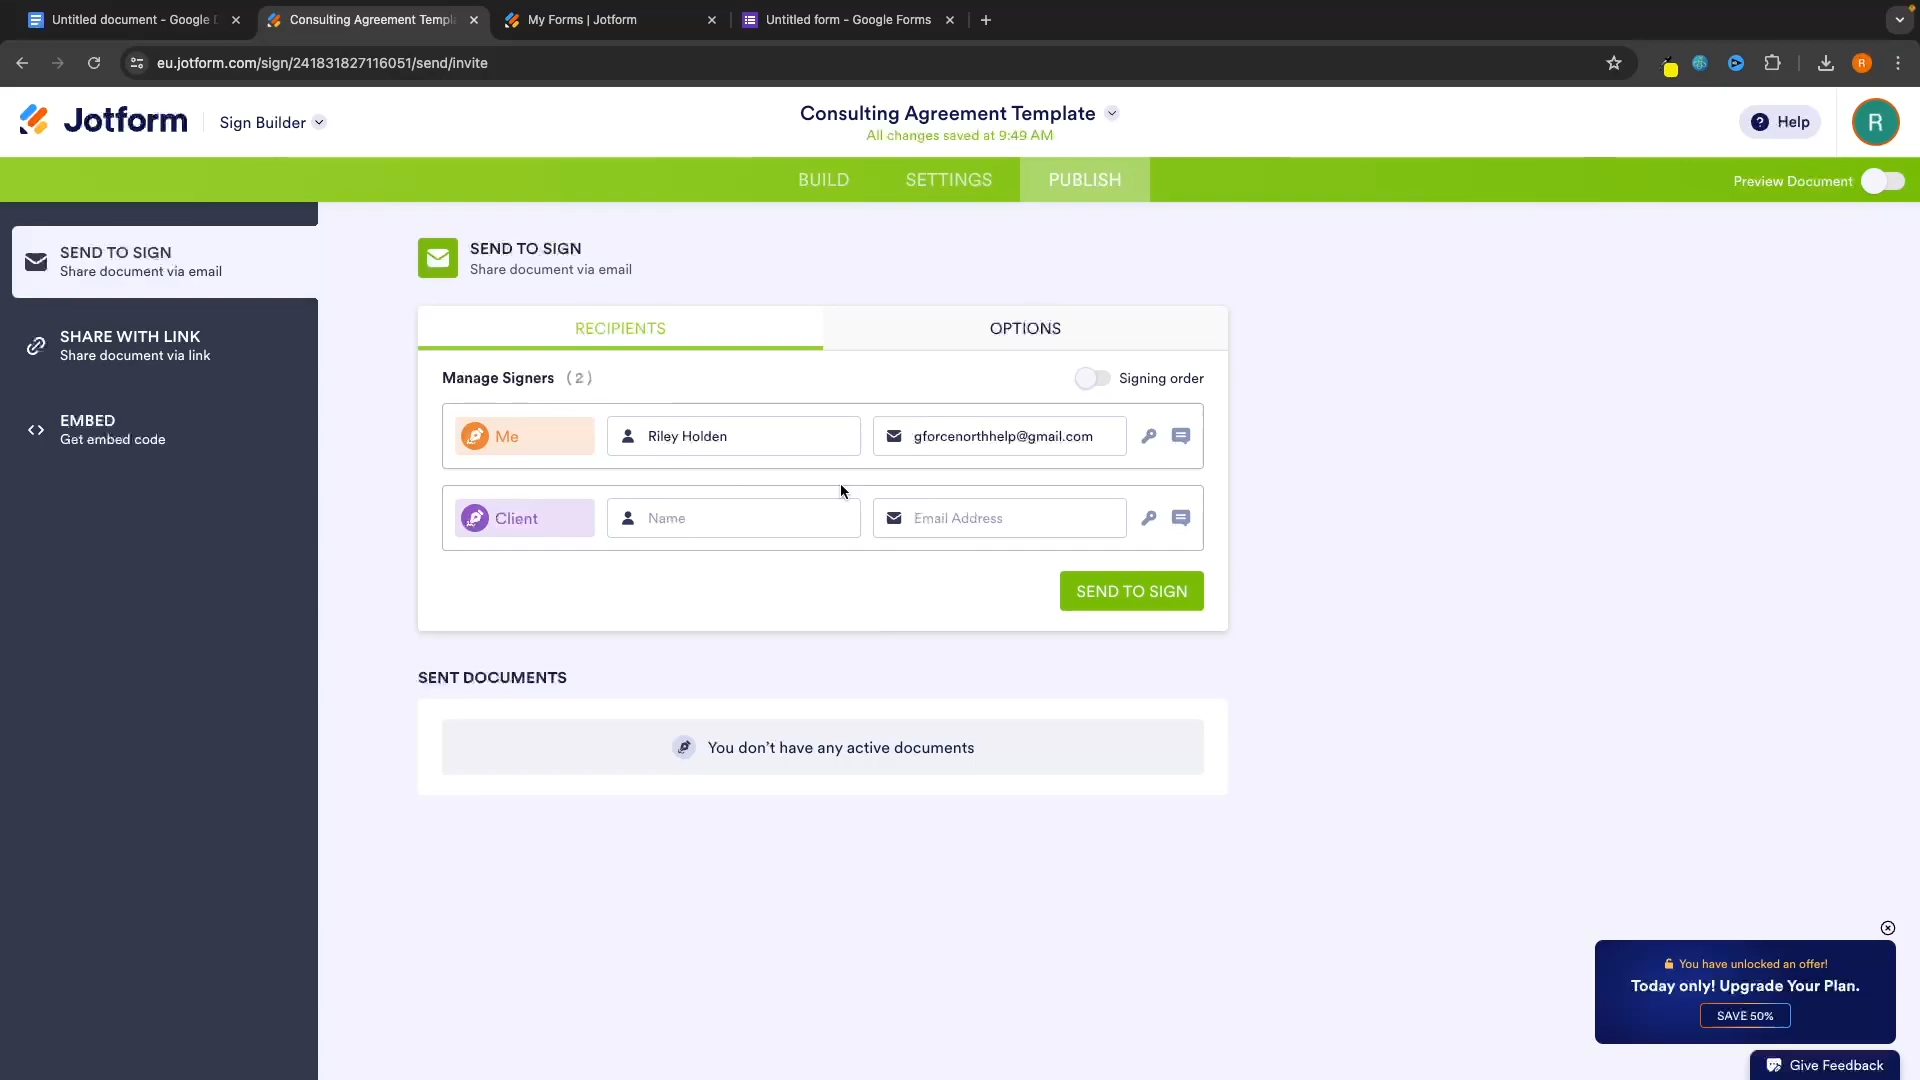 Untitled document - Google D
Consulting Agreement Templ
My Forms | Jotform
Untitled form - Google Forms
eu.jotform.com/sign/241831827116051/send/invite
R
Jotform
Sign Builder
Consulting Agreement Template
All changes saved at 9:49 AM
Help
R
BUILD
SETTINGS
PUBLISH
Preview Document
SEND TO SIGN
Share document via email
SHARE WITH LINK
Share document via link
EMBED
Get embed code
SEND TO SIGN
Share document via email
RECIPIENTS
OPTIONS
Manage Signers (2)
Signing order
Me
Riley Holden
gforcenorthhelp@gmail.com
Client
Name
Email Address
SEND TO SIGN
SENT DOCUMENTS
You don't have any active documents
You have unlocked an offer!
Today only! Upgrade Your Plan.
SAVE 50%
Give Feedback